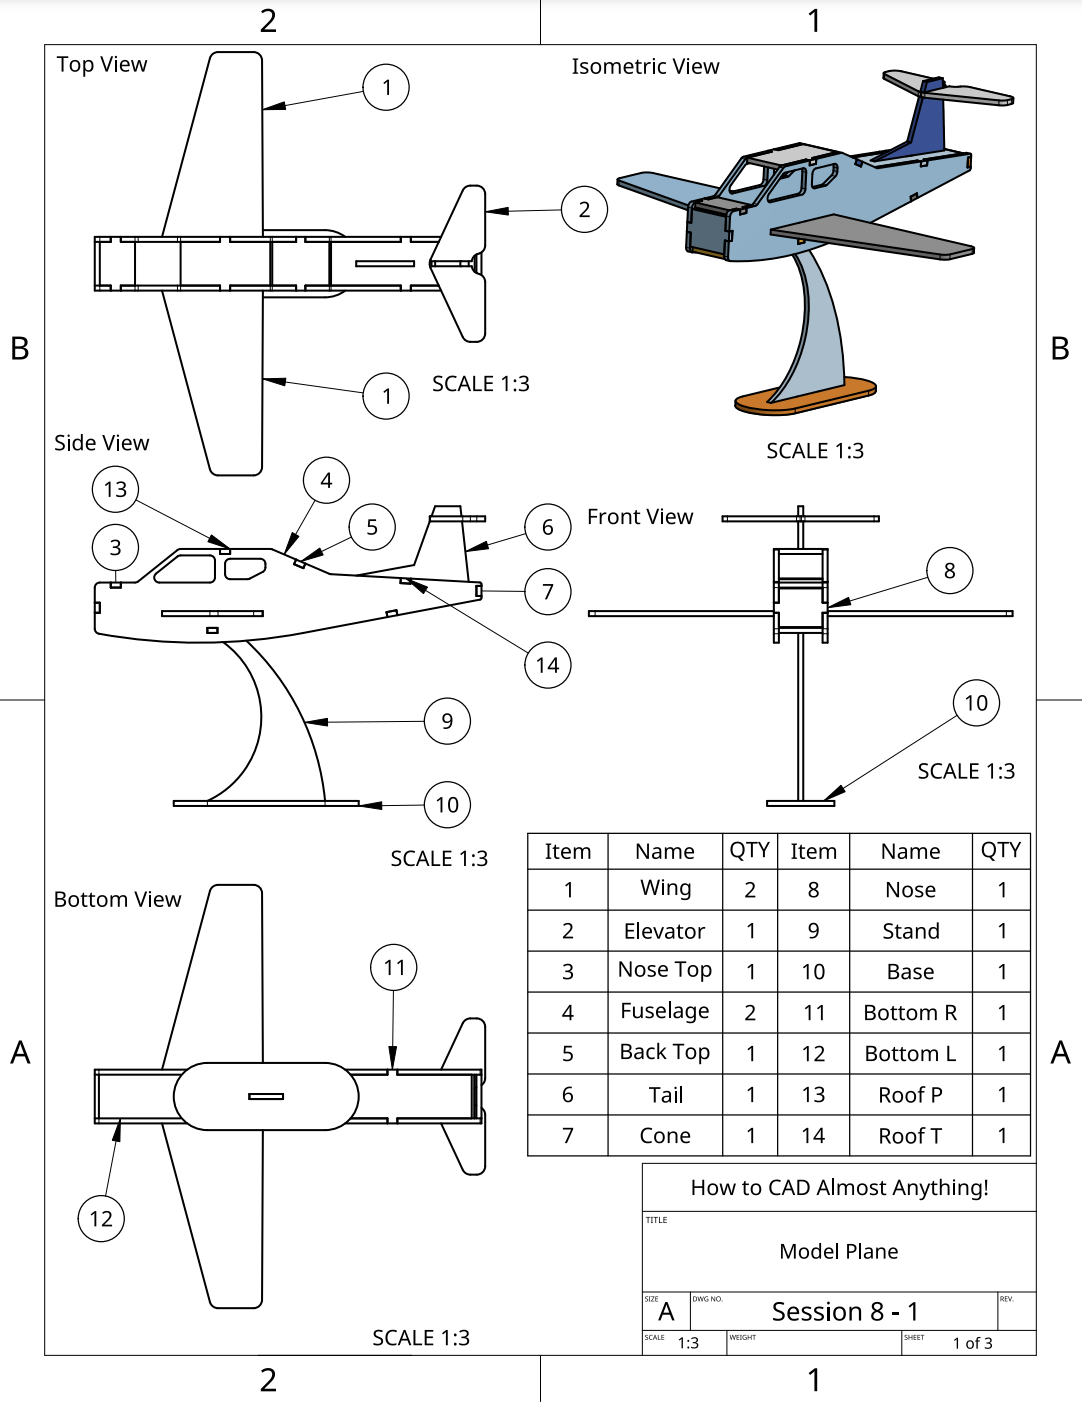 2 1
Top View
Isometric View
1
2
B B
1
SCALE 1:3
Side View
SCALE 1:3
4
13
5
6
Front View
3
8
7
14
10
9
SCALE 1:3
10
SCALE 1:3
Item Name QTY Item Name QTY
1 Wing 2 8 Nose 1
2 Elevator 1 9 Stand 1
3 Nose Top 1 10 Base 1
4 Fuselage 2 11 Bottom R 1
5 Back Top 1 12 Bottom L 1
6 Tail 1 13 Roof P 1
7 Cone 1 14 Roof T 1
Bottom View
11
A A
12
SCALE 1:3
How to CAD Almost Anything!
TITLE
Model Plane
SIZE A DWG NO. Session 8 - 1 REV.
SCALE 1:3 WEIGHT SHEET 1 of 3
2 1